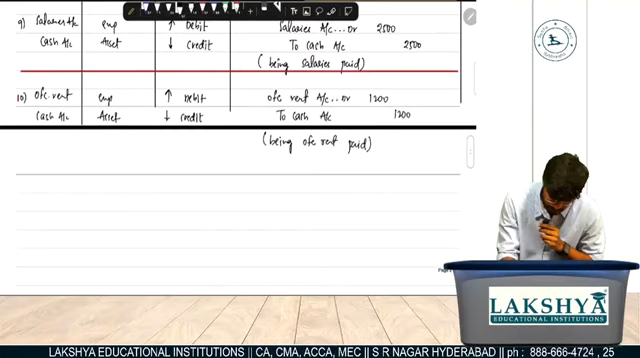 9) Salaries A/c exp ↑ Debit Salaries A/c... Dr 2500
Cash A/c Asset ↓ Credit To Cash A/c 2500
(being salaries paid)
10) Ofc. rent exp ↑ Debit Ofc rent A/c... Dr 1200
Cash A/c Asset ↓ credit To Cash A/c 1200
(being ofc rent paid)
Tr
LAKSHYA
EDUCATIONAL INSTITUTIONS
LAKSHYA EDUCATIONAL INSTITUTIONS || CA, CMA, ACCA, MEC || S R NAGAR HYDERABAD || ph : 888-666-4724 , 25